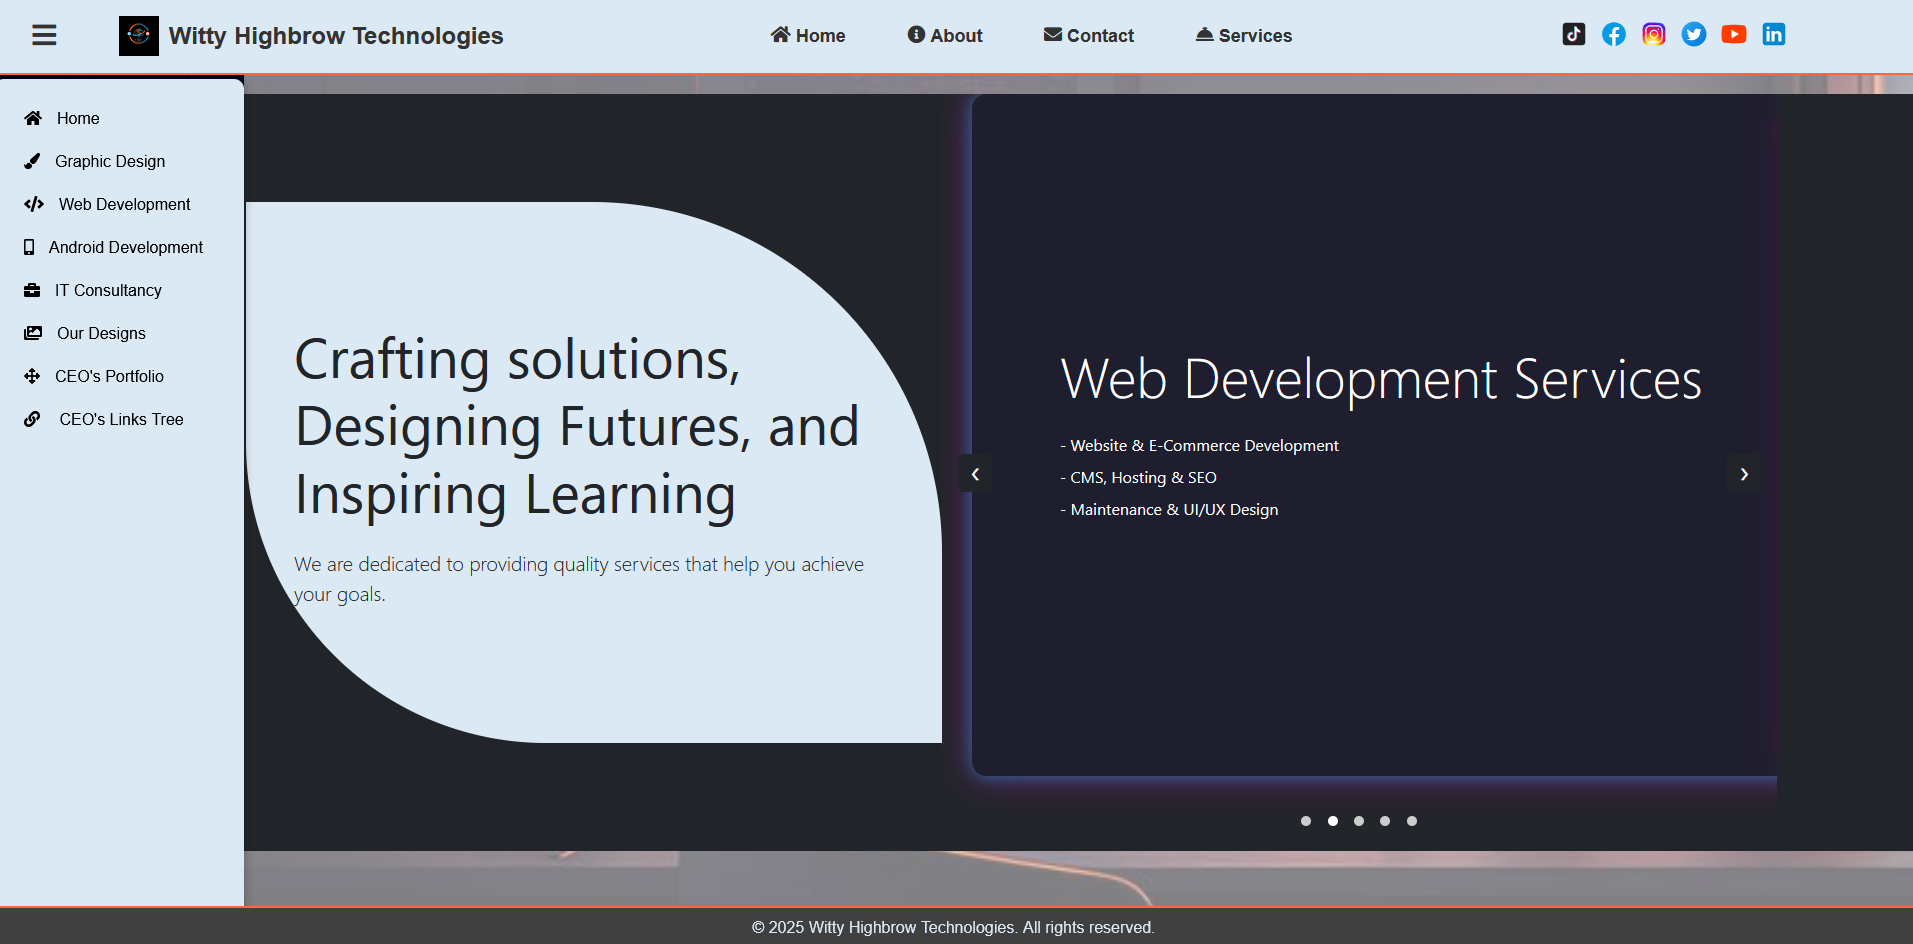 Witty Highbrow Technologies
Home
About
Contact
Services
Home
Graphic Design
Web Development
Android Development
IT Consultancy
Our Designs
CEO's Portfolio
CEO's Links Tree
Crafting solutions,
Designing Futures, and
Inspiring Learning
We are dedicated to providing quality services that help you achieve
your goals.
Web Development Services
- Website & E-Commerce Development
- CMS, Hosting & SEO
- Maintenance & UI/UX Design
© 2025 Witty Highbrow Technologies. All rights reserved.